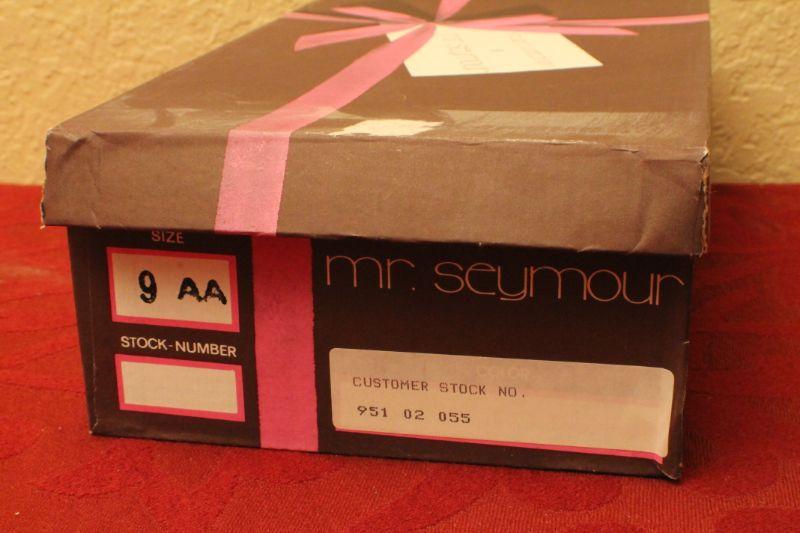 SIZE
9 AA
mr. seymour
STOCK-NUMBER
COLOR
CUSTOMER STOCK NO.
951 02 055